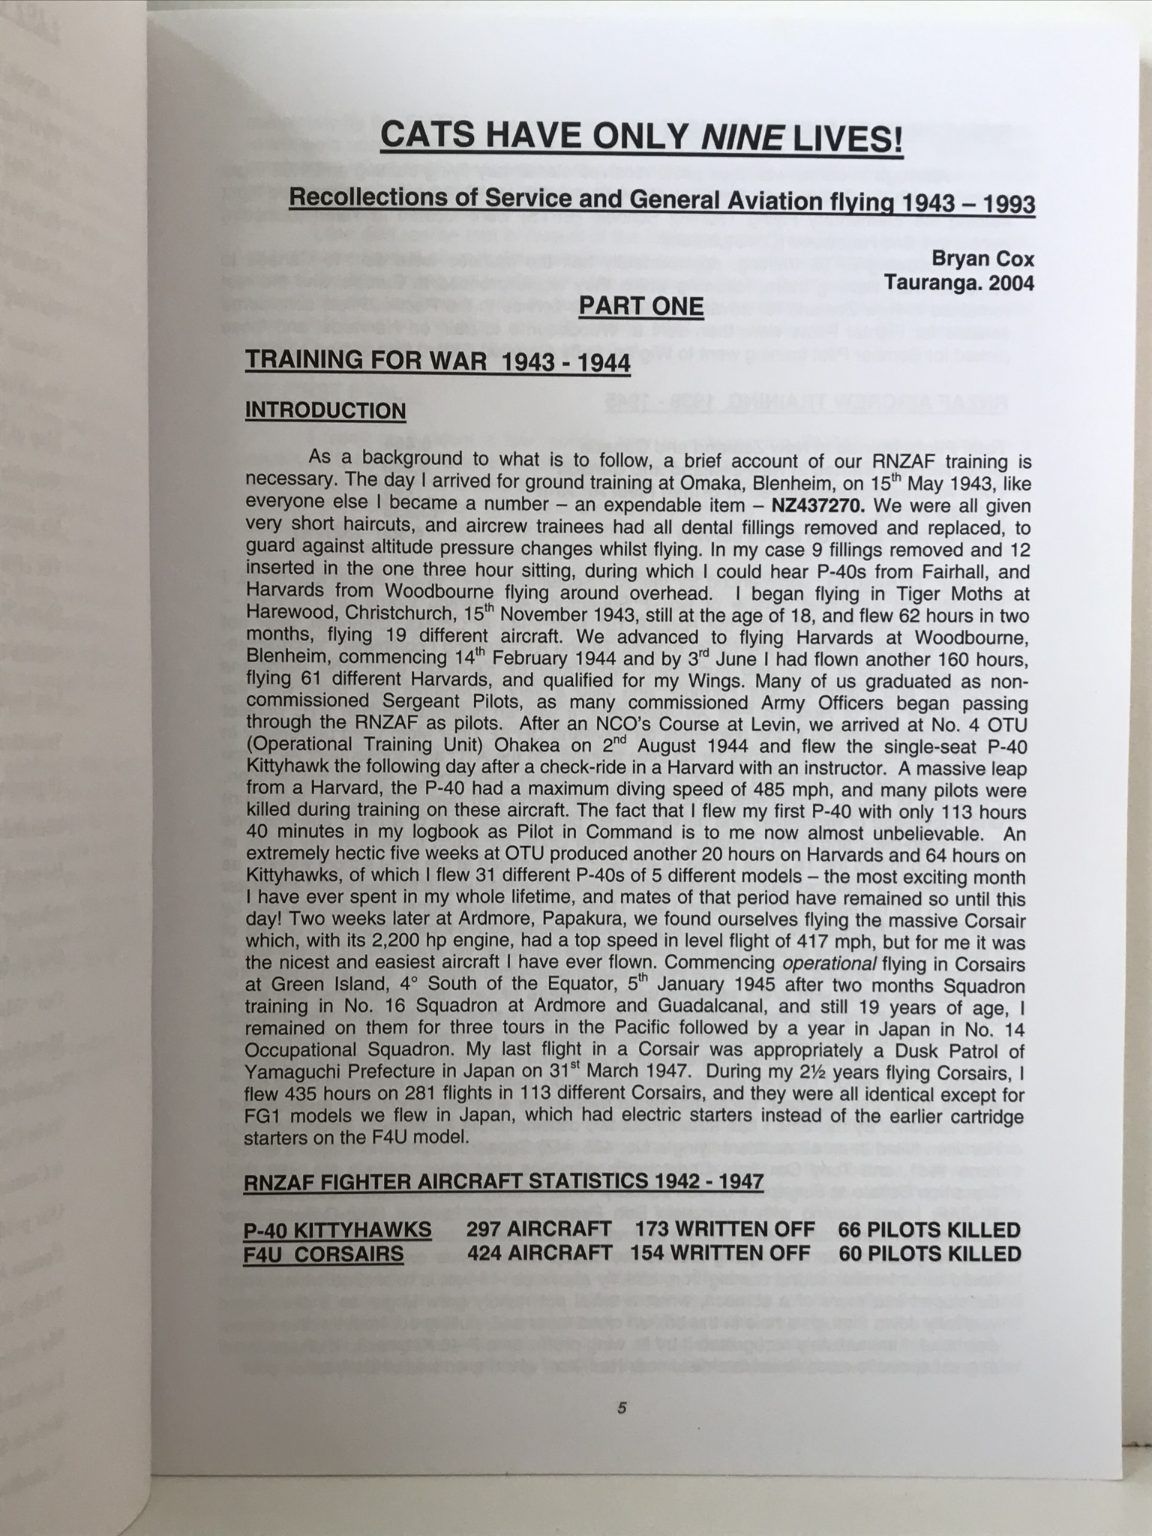 CATS HAVE ONLY NINE LIVES!
Recollections of Service and General Aviation flying 1943 – 1993
Bryan Cox
Tauranga. 2004
PART ONE
TRAINING FOR WAR 1943 - 1944
INTRODUCTION
As a background to what is to follow, a brief account of our RNZAF training is
necessary. The day I arrived for ground training at Omaka, Blenheim, on 15th May 1943, like
everyone else I became a number – an expendable item – NZ437270. We were all given
very short haircuts, and aircrew trainees had all dental fillings removed and replaced, to
guard against altitude pressure changes whilst flying. In my case 9 fillings removed and 12
inserted in the one three hour sitting, during which I could hear P-40s from Fairhall, and
Harvards from Woodbourne flying around overhead. I began flying in Tiger Moths at
Harewood, Christchurch, 15th November 1943, still at the age of 18, and flew 62 hours in two
months, flying 19 different aircraft. We advanced to flying Harvards at Woodbourne,
Blenheim, commencing 14th February 1944 and by 3rd June I had flown another 160 hours,
flying 61 different Harvards, and qualified for my Wings. Many of us graduated as non-
commissioned Sergeant Pilots, as many commissioned Army Officers began passing
through the RNZAF as pilots. After an NCO's Course at Levin, we arrived at No. 4 OTU
(Operational Training Unit) Ohakea on 2nd August 1944 and flew the single-seat P-40
Kittyhawk the following day after a check-ride in a Harvard with an instructor. A massive leap
from a Harvard, the P-40 had a maximum diving speed of 485 mph, and many pilots were
killed during training on these aircraft. The fact that I flew my first P-40 with only 113 hours
40 minutes in my logbook as Pilot in Command is to me now almost unbelievable. An
extremely hectic five weeks at OTU produced another 20 hours on Harvards and 64 hours on
Kittyhawks, of which I flew 31 different P-40s of 5 different models – the most exciting month
I have ever spent in my whole lifetime, and mates of that period have remained so until this
day! Two weeks later at Ardmore, Papakura, we found ourselves flying the massive Corsair
which, with its 2,200 hp engine, had a top speed in level flight of 417 mph, but for me it was
the nicest and easiest aircraft I have ever flown. Commencing operational flying in Corsairs
at Green Island, 4° South of the Equator, 5th January 1945 after two months Squadron
training in No. 16 Squadron at Ardmore and Guadalcanal, and still 19 years of age, I
remained on them for three tours in the Pacific followed by a year in Japan in No. 14
Occupational Squadron. My last flight in a Corsair was appropriately a Dusk Patrol of
Yamaguchi Prefecture in Japan on 31st March 1947. During my 2½ years flying Corsairs, I
flew 435 hours on 281 flights in 113 different Corsairs, and they were all identical except for
FG1 models we flew in Japan, which had electric starters instead of the earlier cartridge
starters on the F4U model.
RNZAF FIGHTER AIRCRAFT STATISTICS 1942 - 1947
P-40 KITTYHAWKS 297 AIRCRAFT 173 WRITTEN OFF 66 PILOTS KILLED
F4U CORSAIRS 424 AIRCRAFT 154 WRITTEN OFF 60 PILOTS KILLED
5